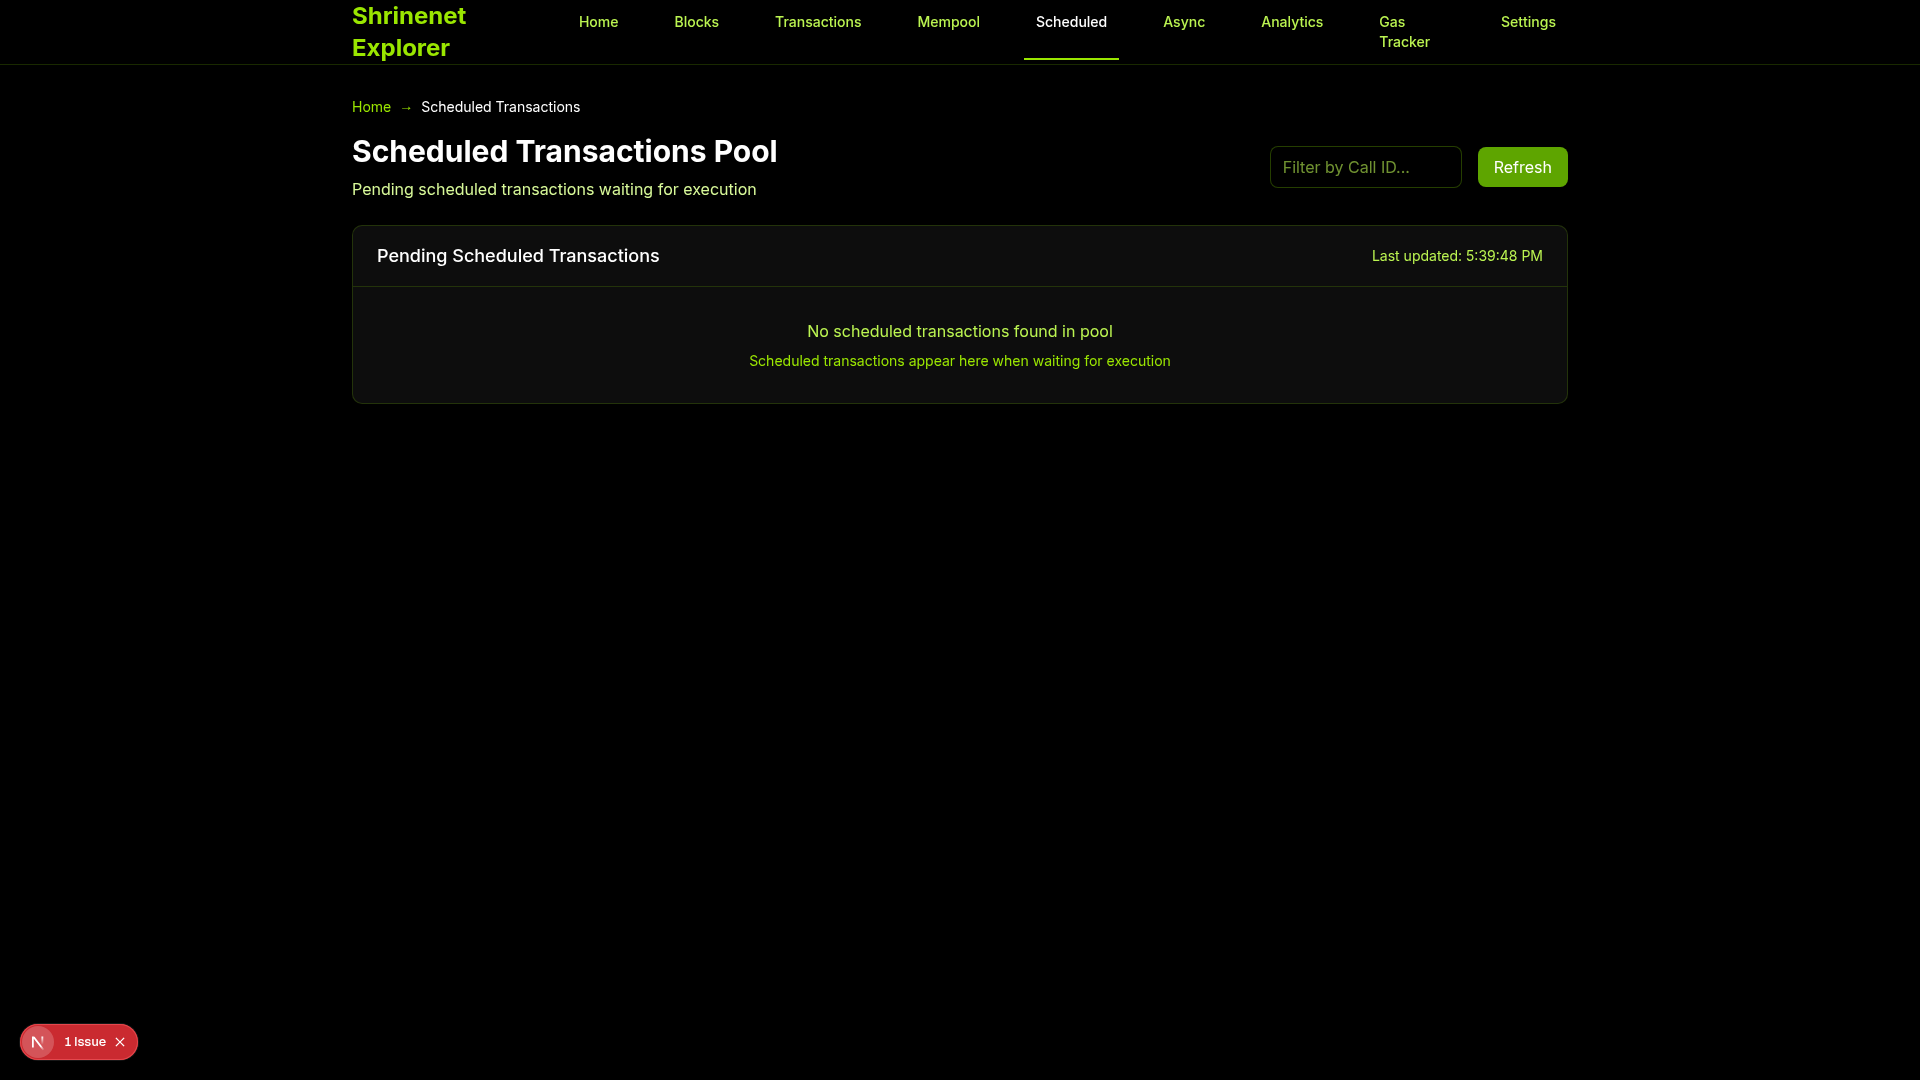 Shrinenet
Explorer
Home
Blocks
Transactions
Mempool
Scheduled
Async
Analytics
Gas
Tracker
Settings
Home → Scheduled Transactions
Scheduled Transactions Pool
Pending scheduled transactions waiting for execution
Filter by Call ID...
Refresh
Pending Scheduled Transactions
Last updated: 5:39:48 PM
No scheduled transactions found in pool
Scheduled transactions appear here when waiting for execution
N
1 Issue